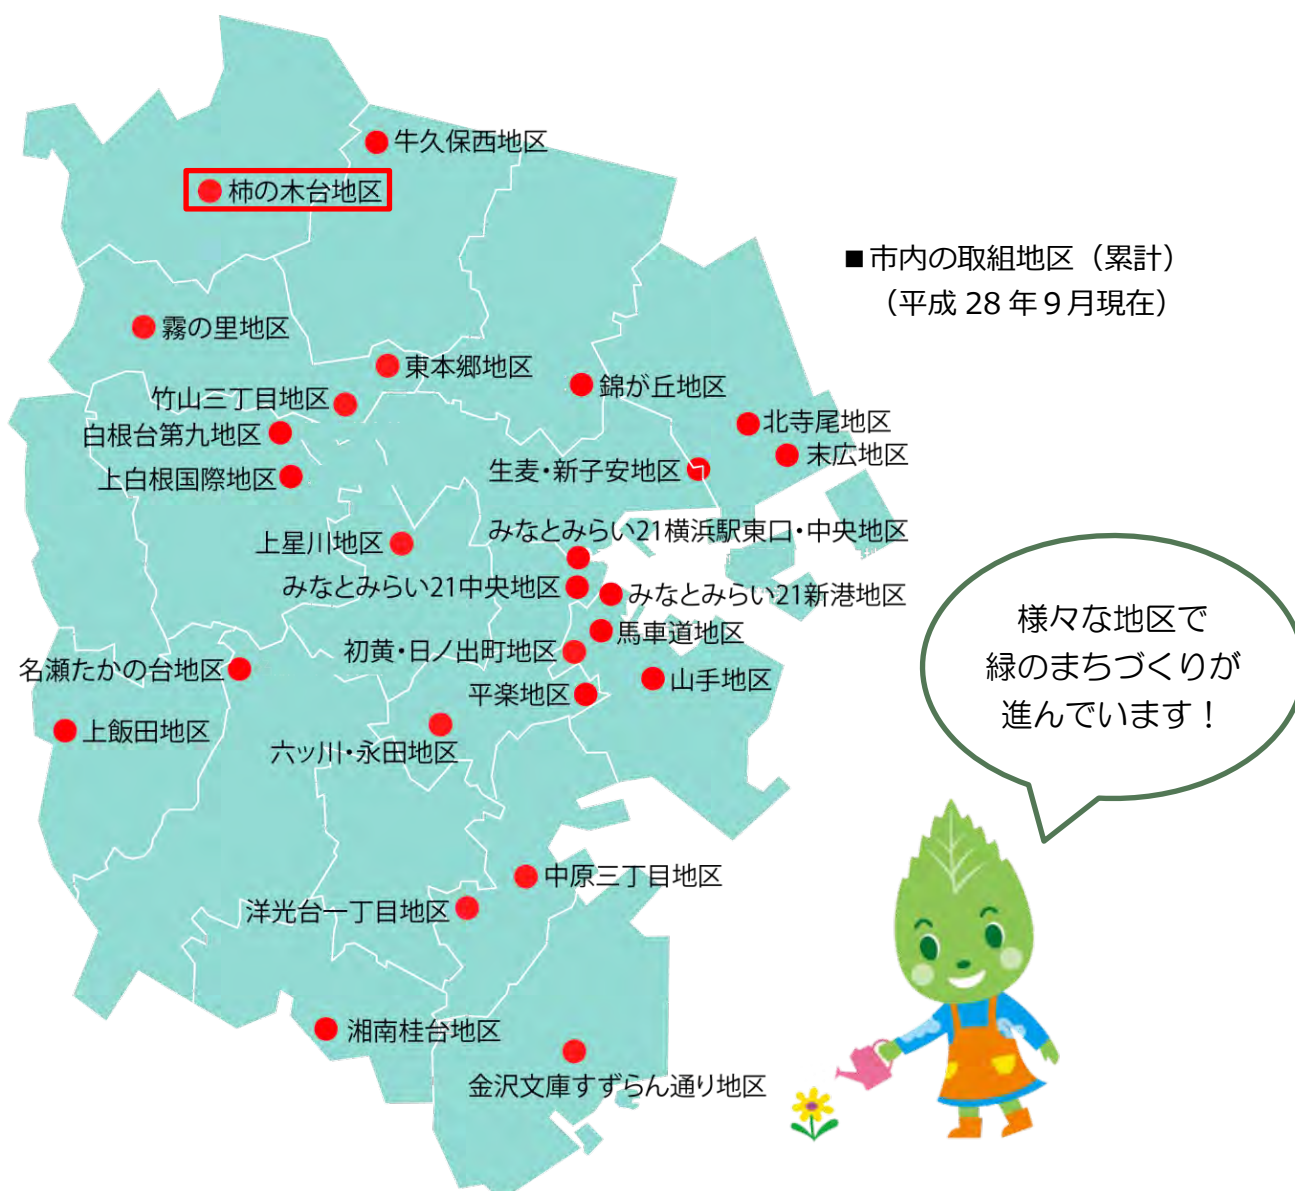 牛久保西地区
柿の木台地区
■市内の取組地区（累計）
（平成 28 年９月現在）
霧の里地区
東本郷地区
錦が丘地区
竹山三丁目地区
北寺尾地区
白根台第九地区
末広地区
生麦・新子安地区
上白根国際地区
みなとみらい21横浜駅東口・中央地区
上星川地区
みなとみらい21中央地区
みなとみらい21新港地区
馬車道地区
初黄・日ノ出町地区
名瀬たかの台地区
山手地区
平楽地区
上飯田地区
六ッ川・永田地区
様々な地区で
緑のまちづくりが
進んでいます！
中原三丁目地区
洋光台一丁目地区
湘南桂台地区
金沢文庫すずらん通り地区